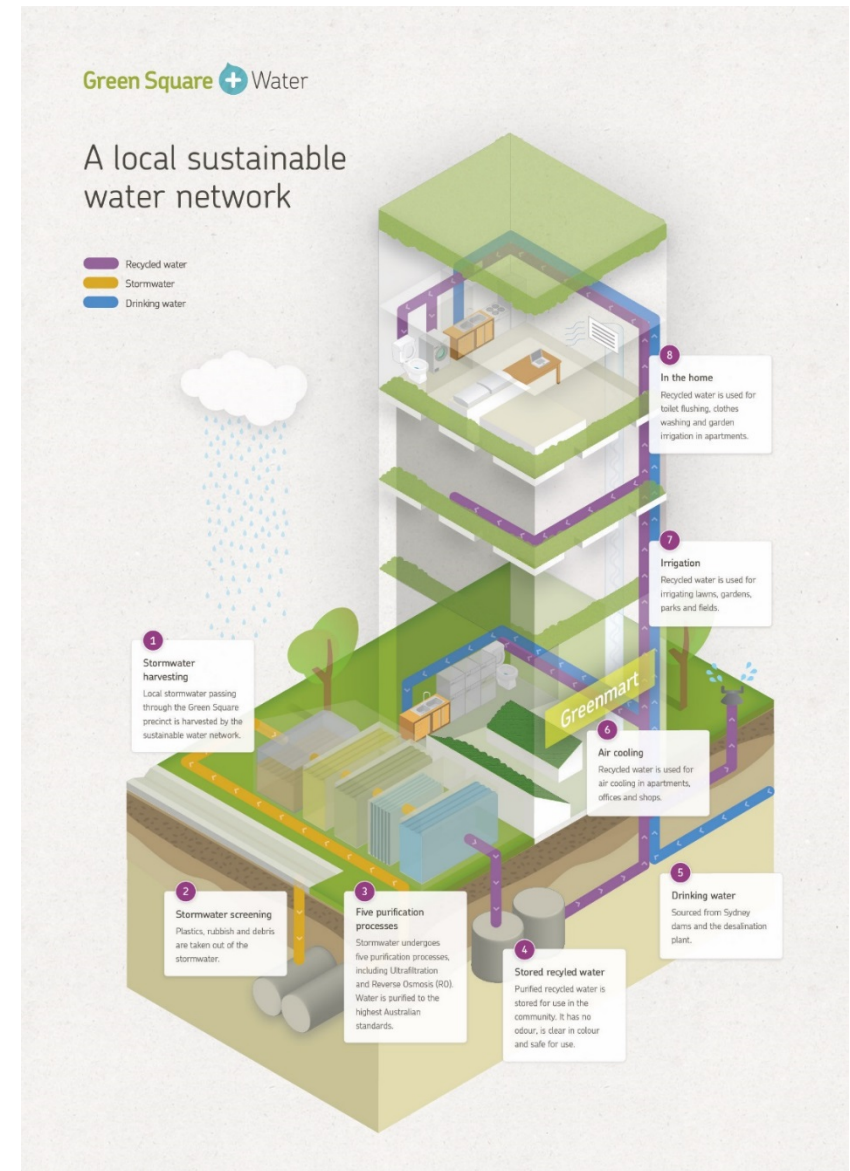 Green Square + Water
A local sustainable
water network
Recycled water
Stormwater
Drinking water
8
In the home
Recycled water is used for
toilet flushing, clothes
washing and garden
irrigation in apartments.
7
Irrigation
Recycled water is used for
irrigating lawns, gardens,
parks and fields.
1
Stormwater
harvesting
Local stormwater passing
through the Green Square
precinct is harvested by the
sustainable water network.
Greenmart
6
Air cooling
Recycled water is used for
air cooling in apartments,
offices and shops.
2
Stormwater screening
Plastics, rubbish and debris
are taken out of the
stormwater.
3
Five purification
processes
Stormwater undergoes
five purification processes,
including Ultrafiltration
and Reverse Osmosis (RO).
Water is purified to the
highest Australian
standards.
4
Stored recyled water
Purified recycled water is
stored for use in the
community. It has no
odour, is clear in colour
and safe for use.
5
Drinking water
Sourced from Sydney
dams and the desalination
plant.